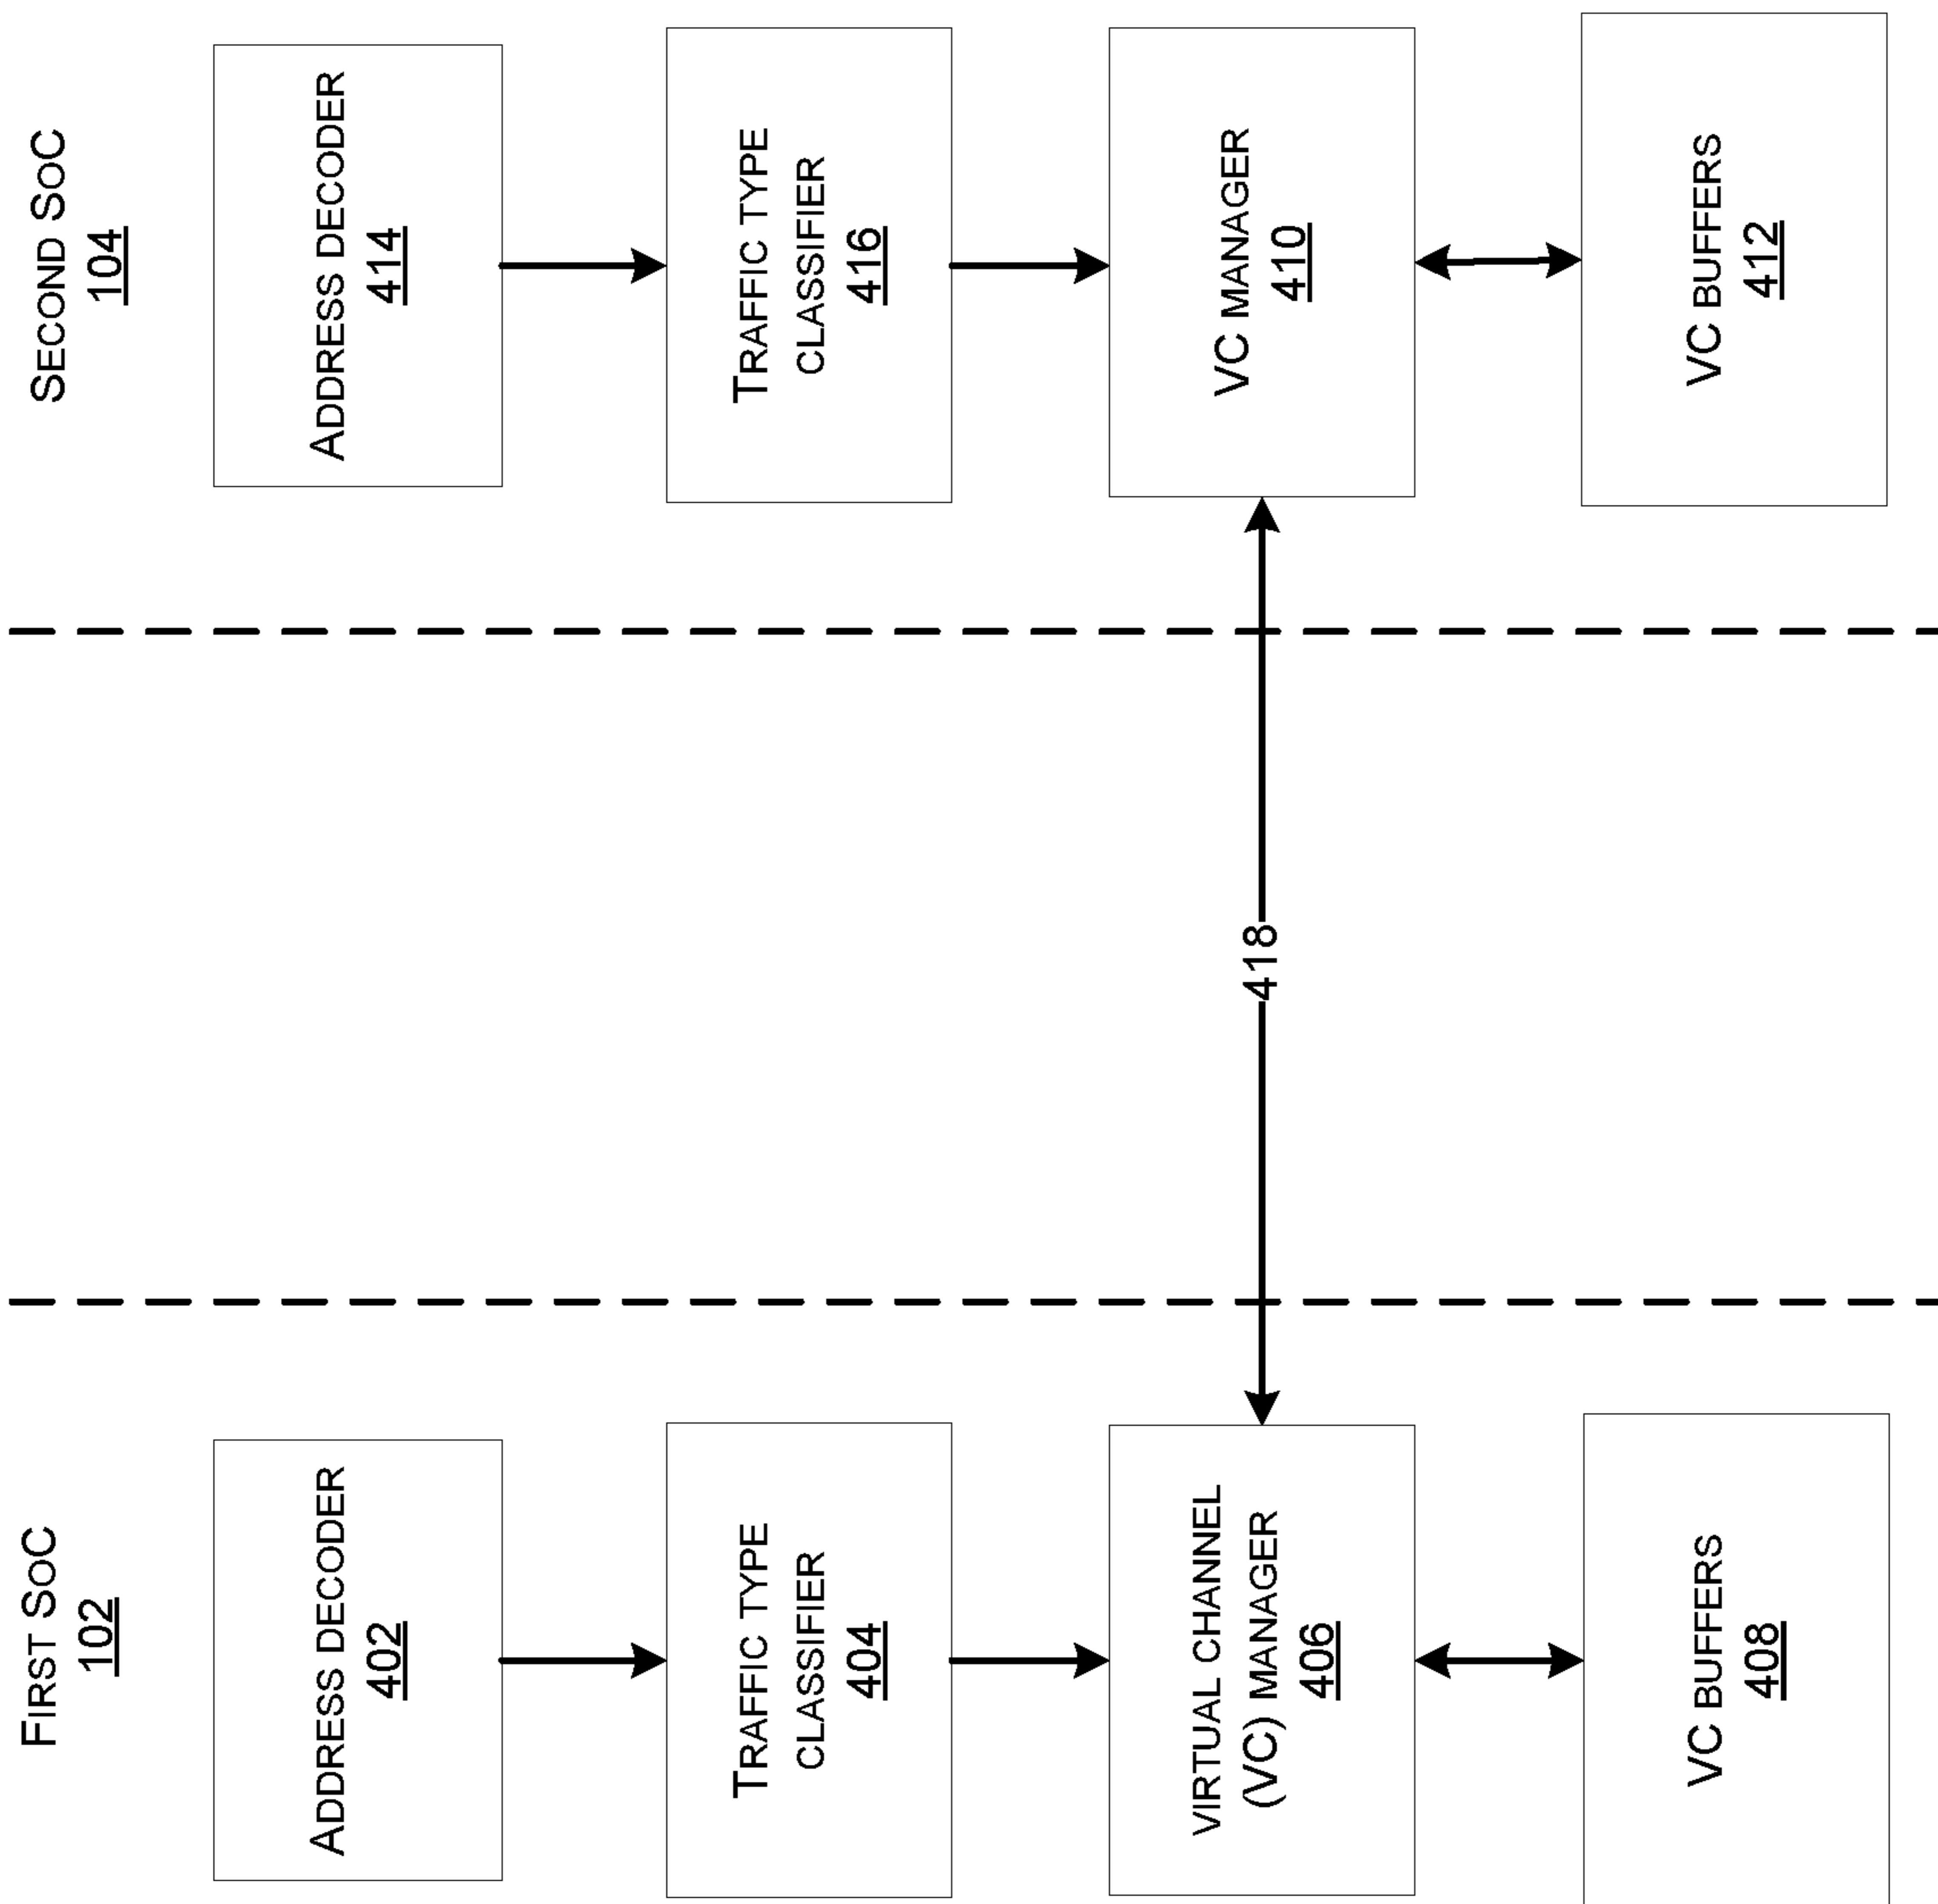 FIRST SOC
102
ADDRESS DECODER
402
TRAFFIC TYPE
CLASSIFIER
404
VIRTUAL CHANNEL
(VC) MANAGER
406
VC BUFFERS
408
418
SECOND SOC
104
ADDRESS DECODER
414
TRAFFIC TYPE
CLASSIFIER
416
VC MANAGER
410
VC BUFFERS
412